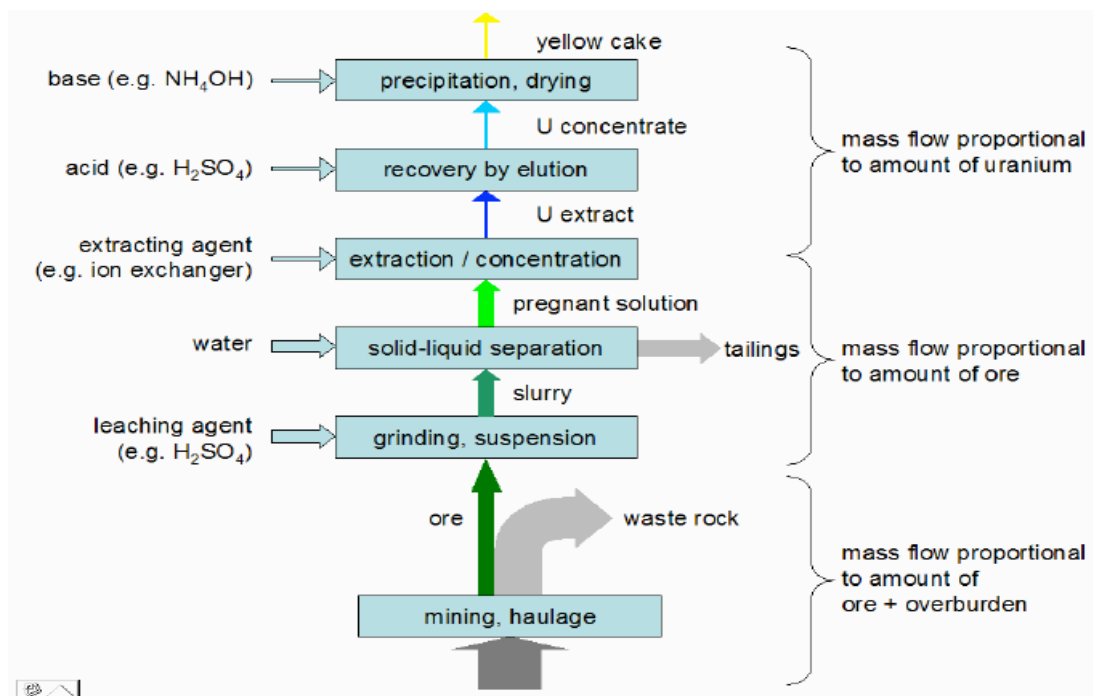 yellow cake
base (e.g. NH₄OH)
precipitation, drying
U concentrate
mass flow proportional
to amount of uranium
acid (e.g. H₂SO₄)
recovery by elution
U extract
extracting agent
(e.g. ion exchanger)
extraction / concentration
pregnant solution
water
solid-liquid separation
tailings
mass flow proportional
to amount of ore
slurry
leaching agent
(e.g. H₂SO₄)
grinding, suspension
ore
waste rock
mass flow proportional
to amount of
ore + overburden
mining, haulage